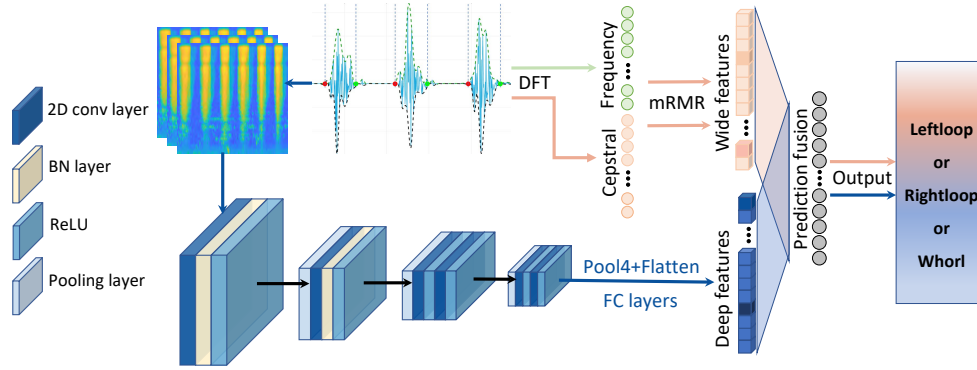 2D conv layer
BN layer
ReLU
Pooling layer
DFT
Frequency
Cepstral
mRMR
Wide features
Deep features
Pool4+Flatten
FC layers
Prediction fusion
Output
Leftloop
or
Rightloop
or
Whorl